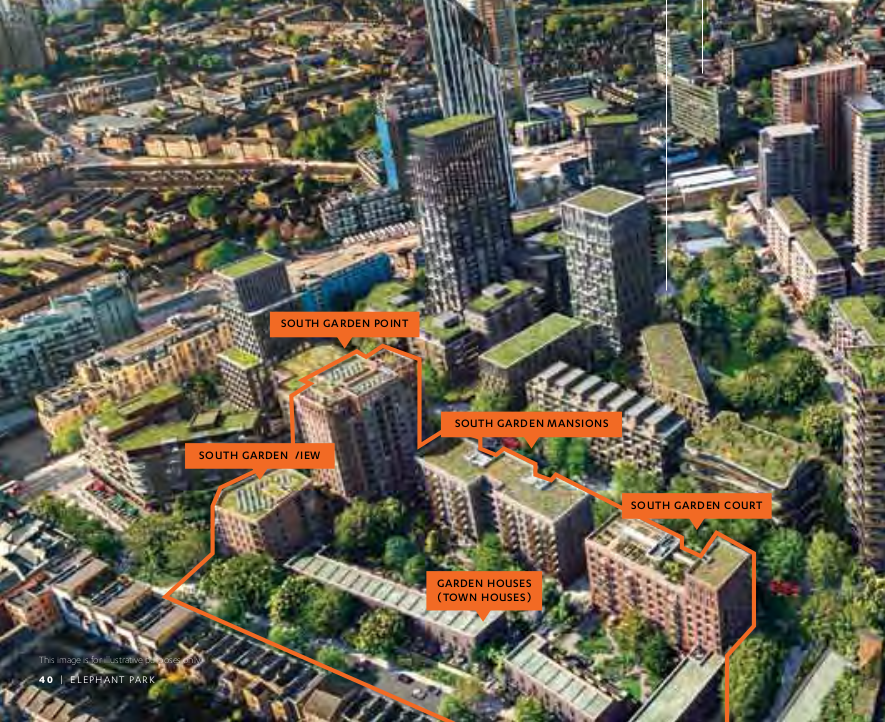 SOUTH GARDEN POINT
SOUTH GARDEN MANSIONS
SOUTH GARDEN /IEW
SOUTH GARDEN COURT
GARDEN HOUSES
(TOWN HOUSES)
This image is for illustrative purposes only
40 | ELEPHANT PARK